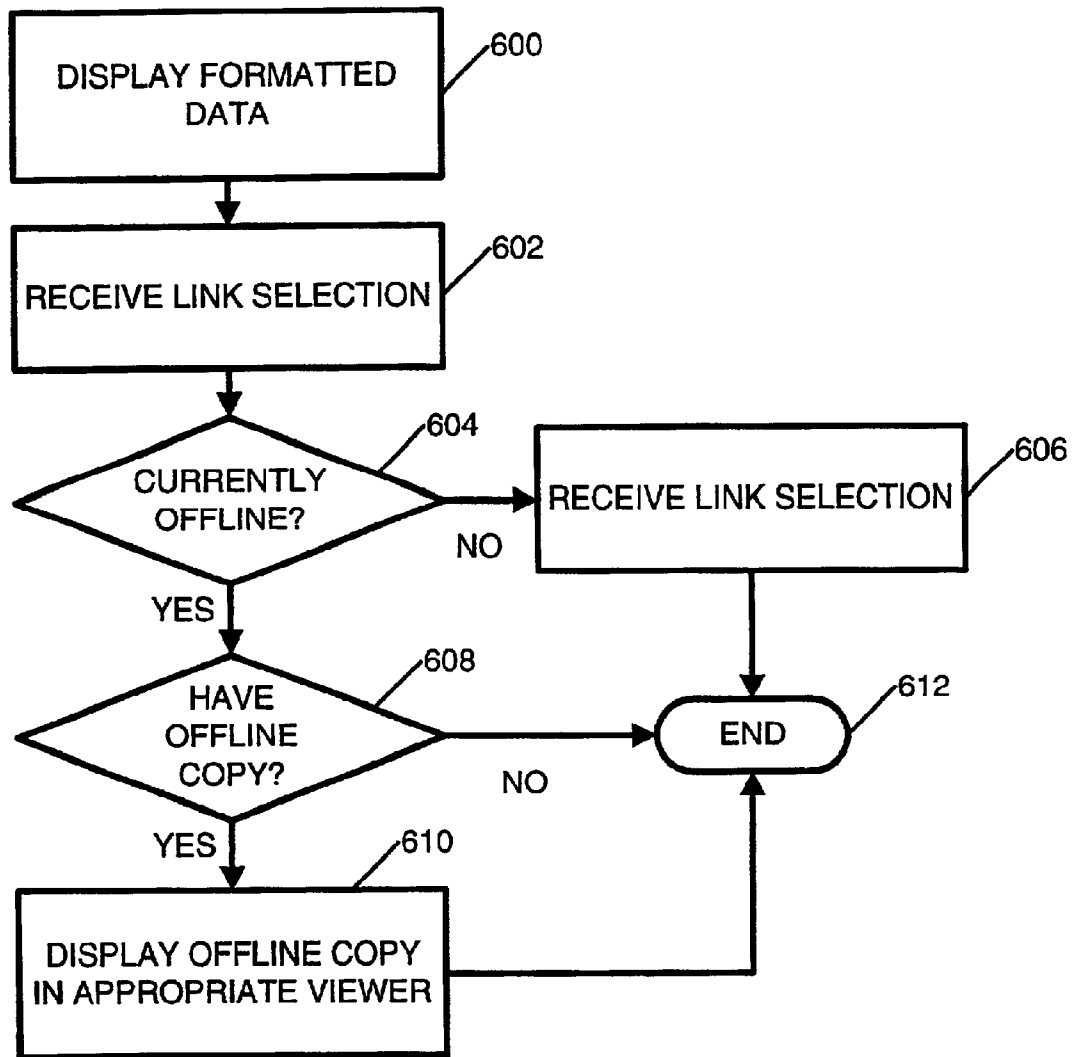 600
DISPLAY FORMATTED
DATA
602
RECEIVE LINK SELECTION
604
CURRENTLY
OFFLINE?
NO
606
RECEIVE LINK SELECTION
YES
608
HAVE
OFFLINE
COPY?
NO
612
END
YES
610
DISPLAY OFFLINE COPY
IN APPROPRIATE VIEWER